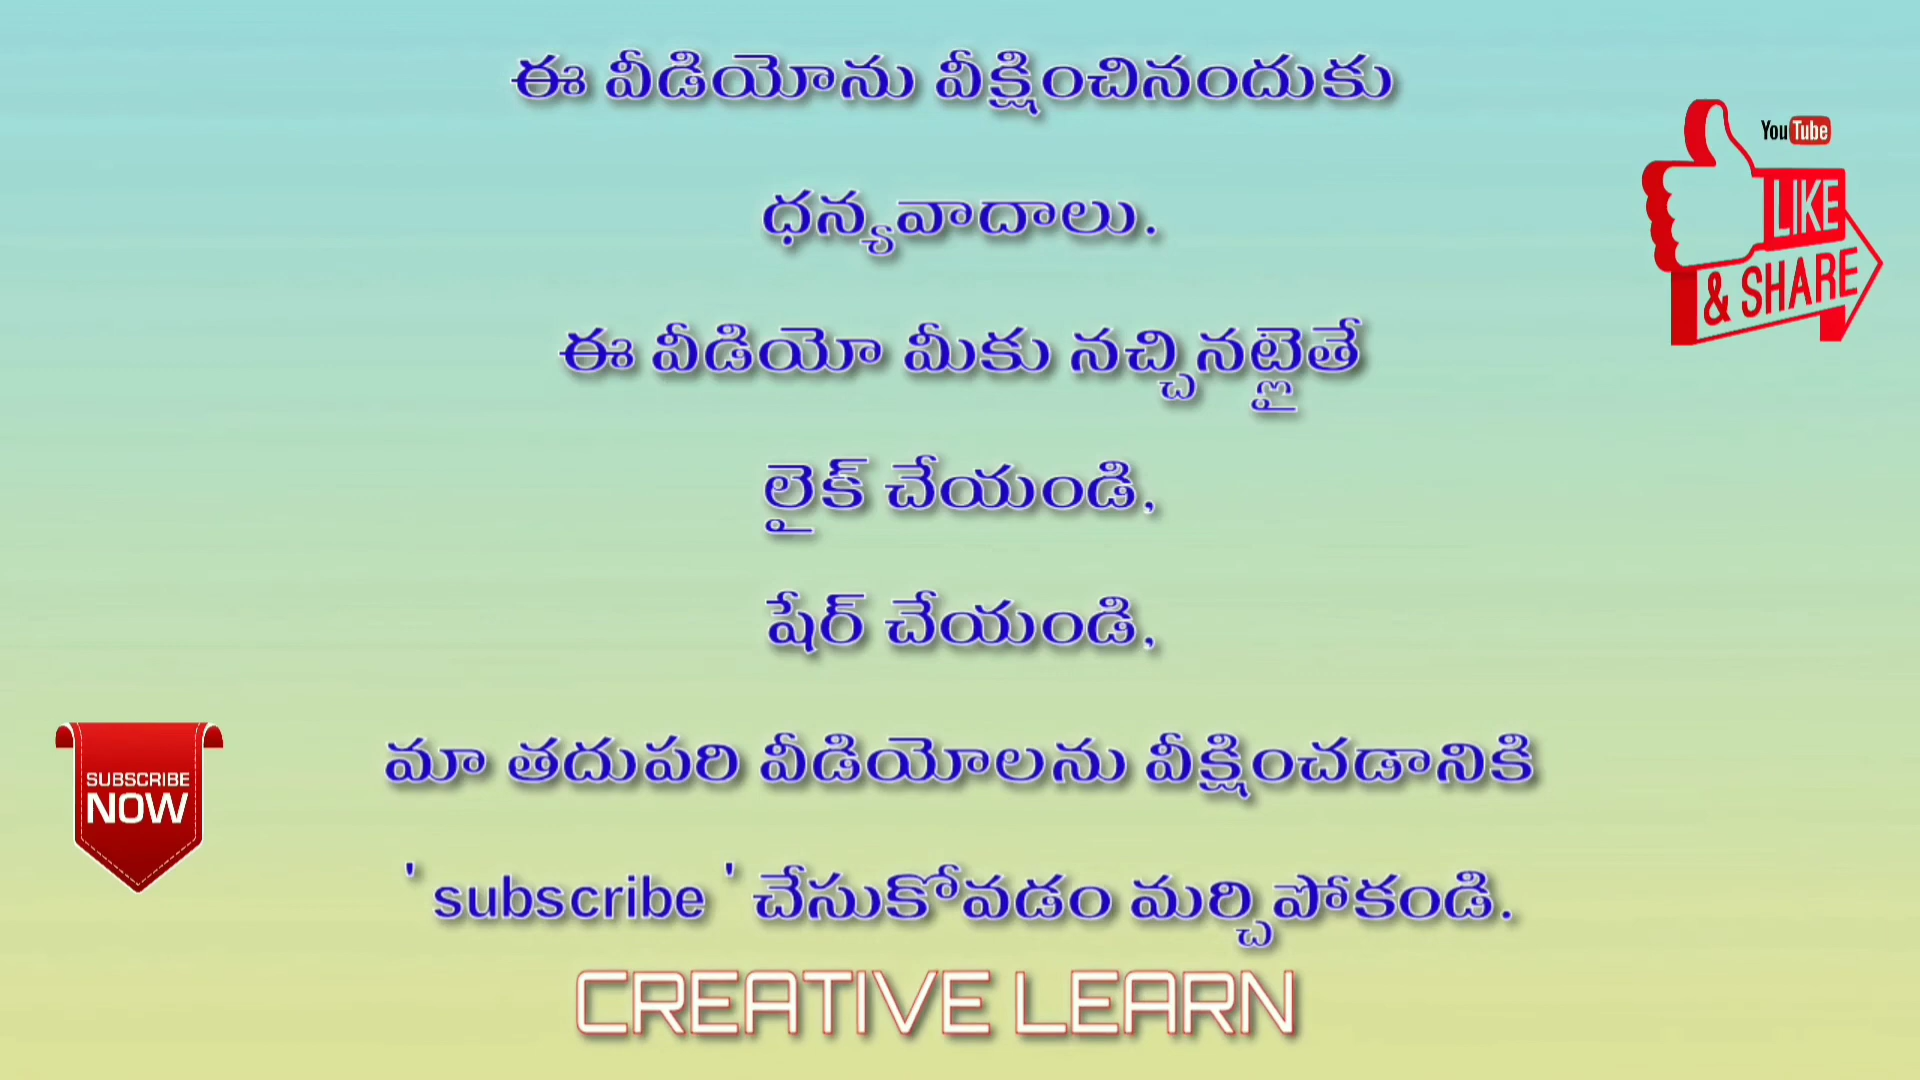 ఈ వీడియోను వీక్షించినందుకు
ధన్యవాదాలు.
ఈ వీడియో మీకు నచ్చినట్లైతే
లైక్ చేయండి,
షేర్ చేయండి,
మా తదుపరి వీడియోలను వీక్షించడానికి
' subscribe ' చేసుకోవడం మర్చిపోకండి.
CREATIVE LEARN
YouTube
LIKE
& SHARE
SUBSCRIBE
NOW